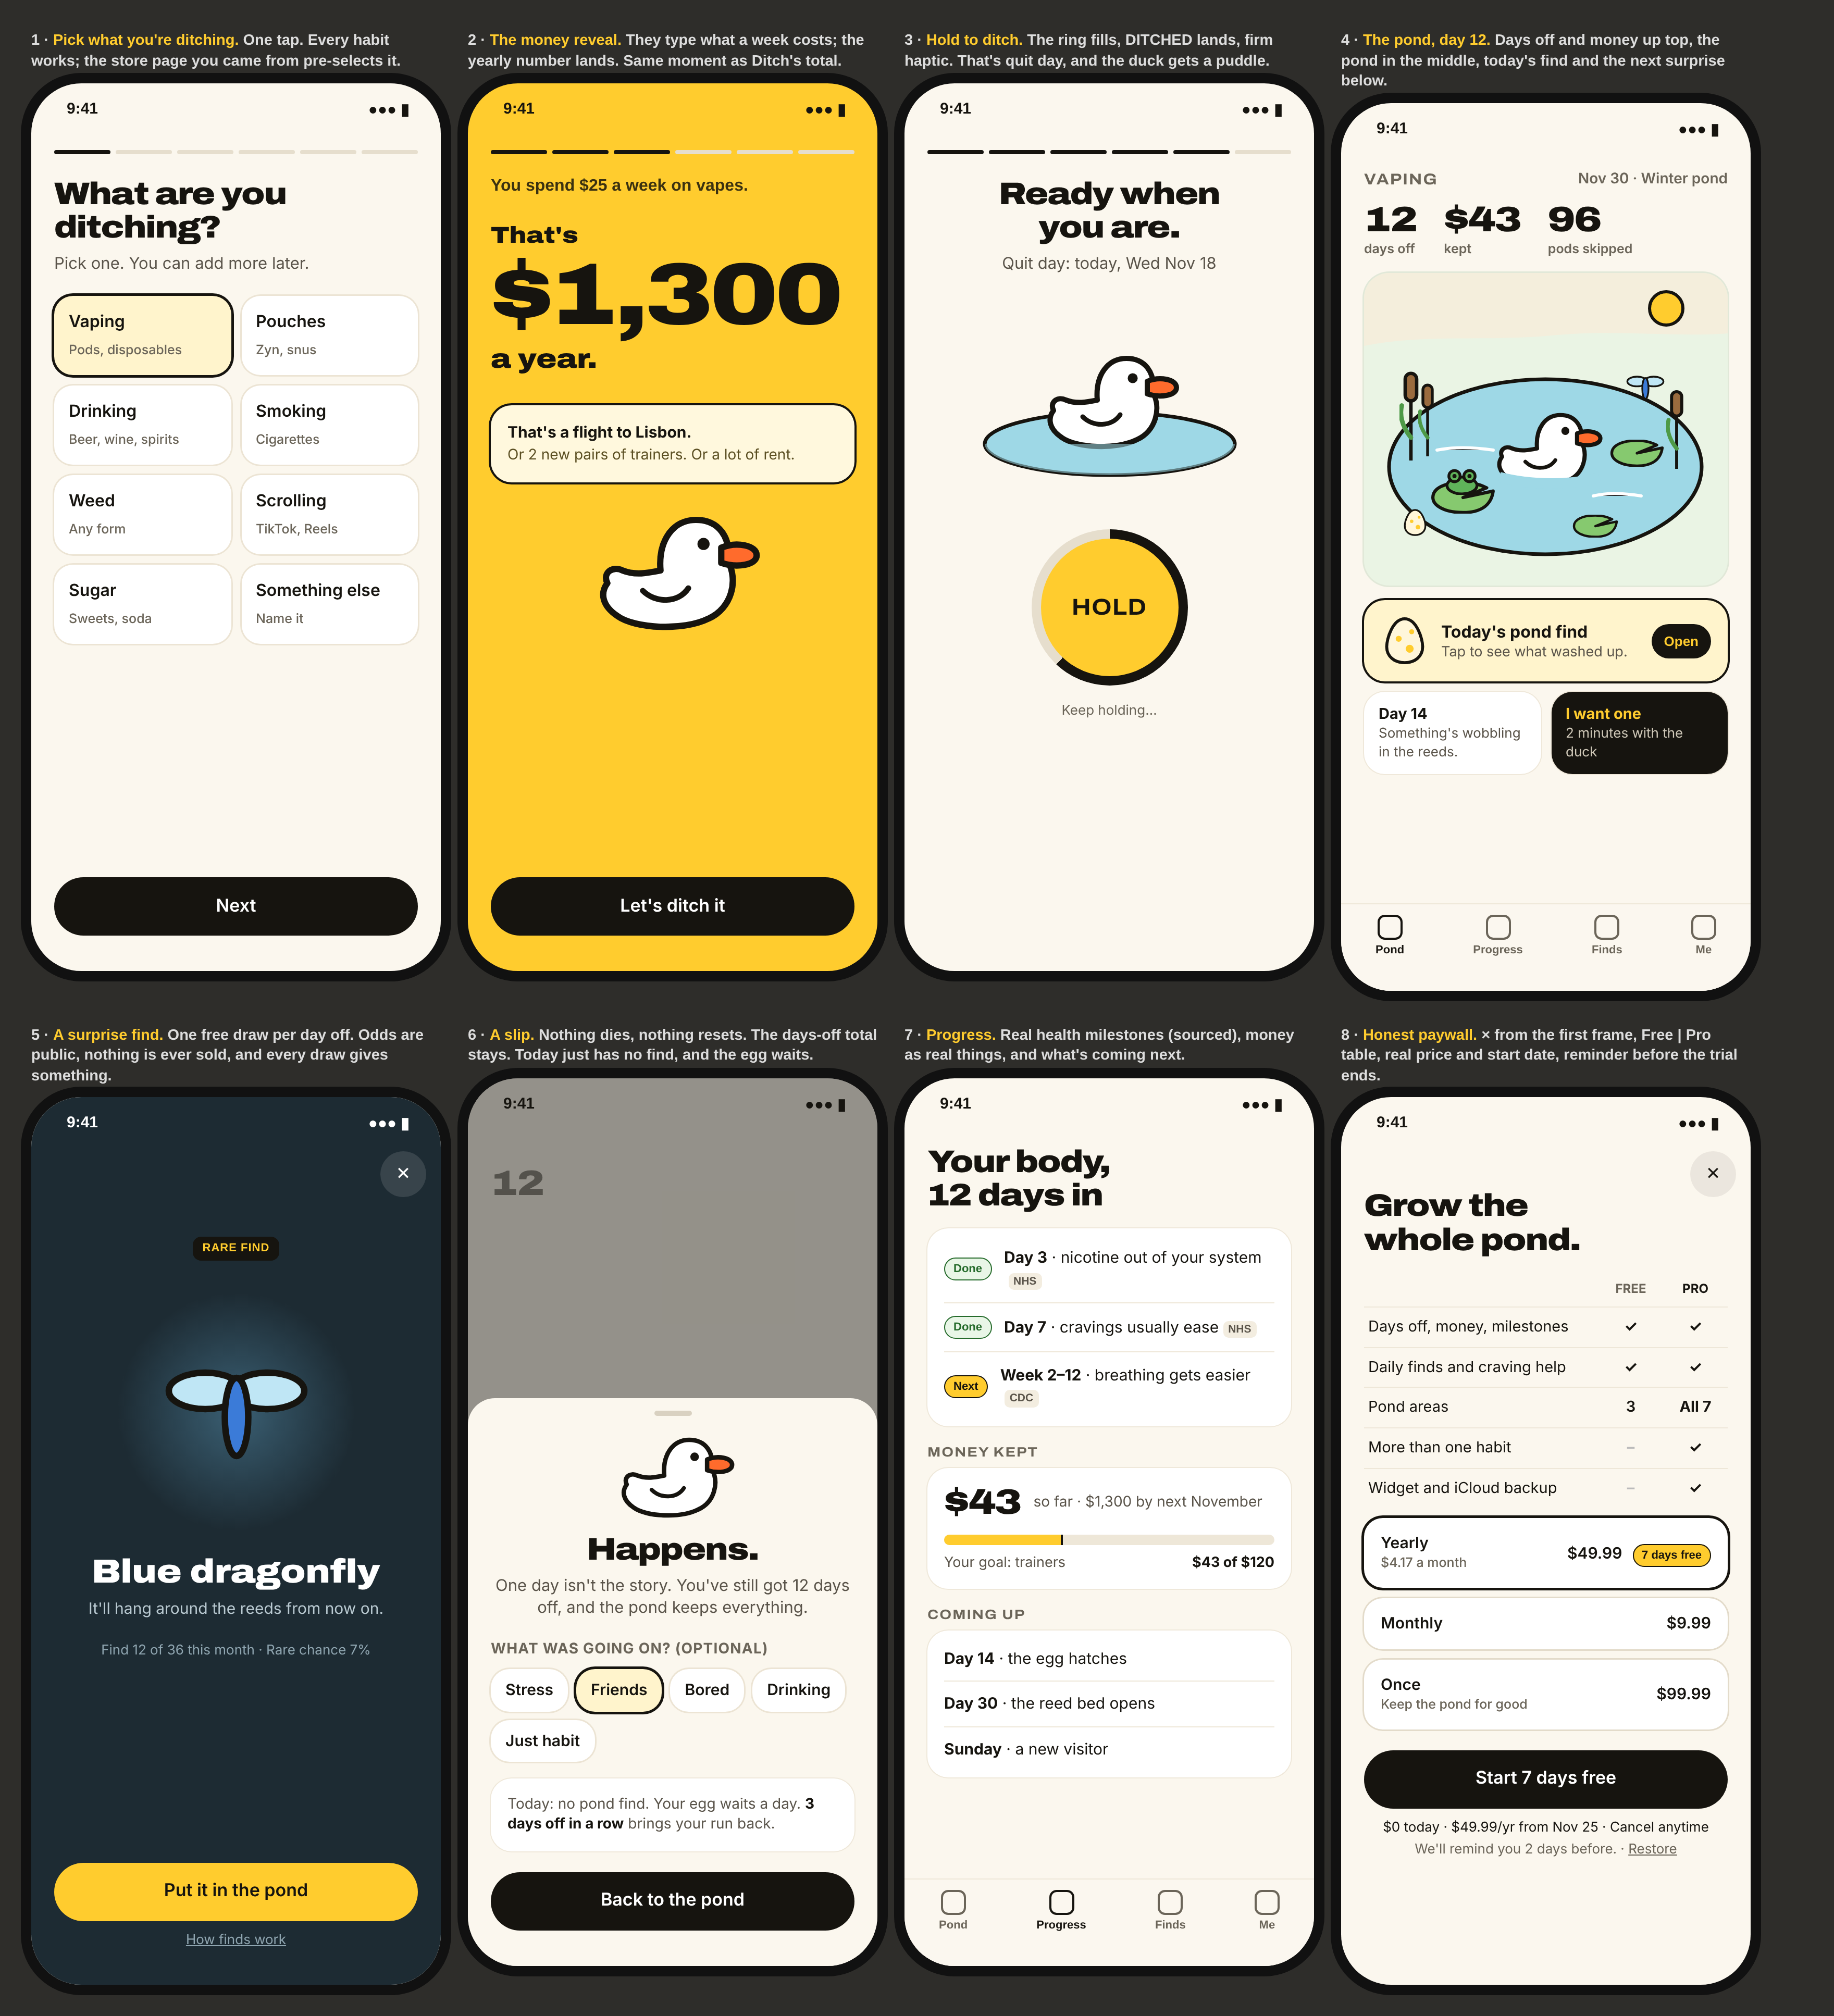 1 · Pick what you're ditching. One tap. Every habit
works; the store page you came from pre-selects it.
9:41
What are you
ditching?
Pick one. You can add more later.
Vaping
Pods, disposables
Pouches
Zyn, snus
Drinking
Beer, wine, spirits
Smoking
Cigarettes
Weed
Any form
Scrolling
TikTok, Reels
Sugar
Sweets, soda
Something else
Name it
Next
2 · The money reveal. They type what a week costs; the
yearly number lands. Same moment as Ditch's total.
9:41
You spend $25 a week on vapes.
That's
$1,300
a year.
That's a flight to Lisbon.
Or 2 new pairs of trainers. Or a lot of rent.
Let's ditch it
3 · Hold to ditch. The ring fills, DITCHED lands, firm
haptic. That's quit day, and the duck gets a puddle.
9:41
Ready when
you are.
Quit day: today, Wed Nov 18
HOLD
Keep holding...
4 · The pond, day 12. Days off and money up top, the
pond in the middle, today's find and the next surprise
below.
9:41
VAPING
Nov 30 · Winter pond
12
$43
96
days off
kept
pods skipped
Today's pond find
Tap to see what washed up.
Open
Day 14
Something's wobbling
in the reeds.
I want one
2 minutes with the
duck
Pond
Progress
Finds
Me
5 · A surprise find. One free draw per day off. Odds are
public, nothing is ever sold, and every draw gives
something.
9:41
×
RARE FIND
Blue dragonfly
It'll hang around the reeds from now on.
Find 12 of 36 this month · Rare chance 7%
Put it in the pond
How finds work
6 · A slip. Nothing dies, nothing resets. The days-off total
stays. Today just has no find, and the egg waits.
9:41
12
Happens.
One day isn't the story. You've still got 12 days
off, and the pond keeps everything.
WHAT WAS GOING ON? (OPTIONAL)
Stress
Friends
Bored
Drinking
Just habit
Today: no pond find. Your egg waits a day. 3
days off in a row brings your run back.
Back to the pond
7 · Progress. Real health milestones (sourced), money
as real things, and what's coming next.
9:41
Your body,
12 days in
Done
Day 3 · nicotine out of your system
NHS
Done
Day 7 · cravings usually ease NHS
Next
Week 2–12 · breathing gets easier
CDC
MONEY KEPT
$43 so far · $1,300 by next November
Your goal: trainers
$43 of $120
COMING UP
Day 14 · the egg hatches
Day 30 · the reed bed opens
Sunday · a new visitor
Pond
Progress
Finds
Me
8 · Honest paywall. × from the first frame, Free | Pro
table, real price and start date, reminder before the trial
ends.
9:41
×
Grow the
whole pond.
FREE PRO
Days off, money, milestones ✓ ✓
Daily finds and craving help ✓ ✓
Pond areas 3 All 7
More than one habit – ✓
Widget and iCloud backup – ✓
Yearly
$4.17 a month
$49.99
7 days free
Monthly
$9.99
Once
Keep the pond for good
$99.99
Start 7 days free
$0 today · $49.99/yr from Nov 25 · Cancel anytime
We'll remind you 2 days before. · Restore